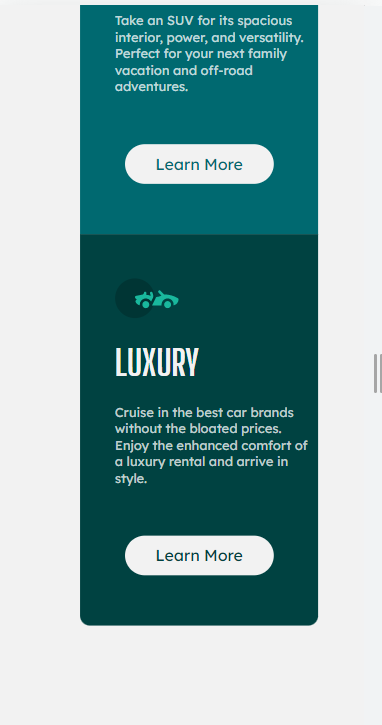 Take an SUV for its spacious
interior, power, and versatility.
Perfect for your next family
vacation and off-road
adventures.
Learn More
LUXURY
Cruise in the best car brands
without the bloated prices.
Enjoy the enhanced comfort of
a luxury rental and arrive in
style.
Learn More